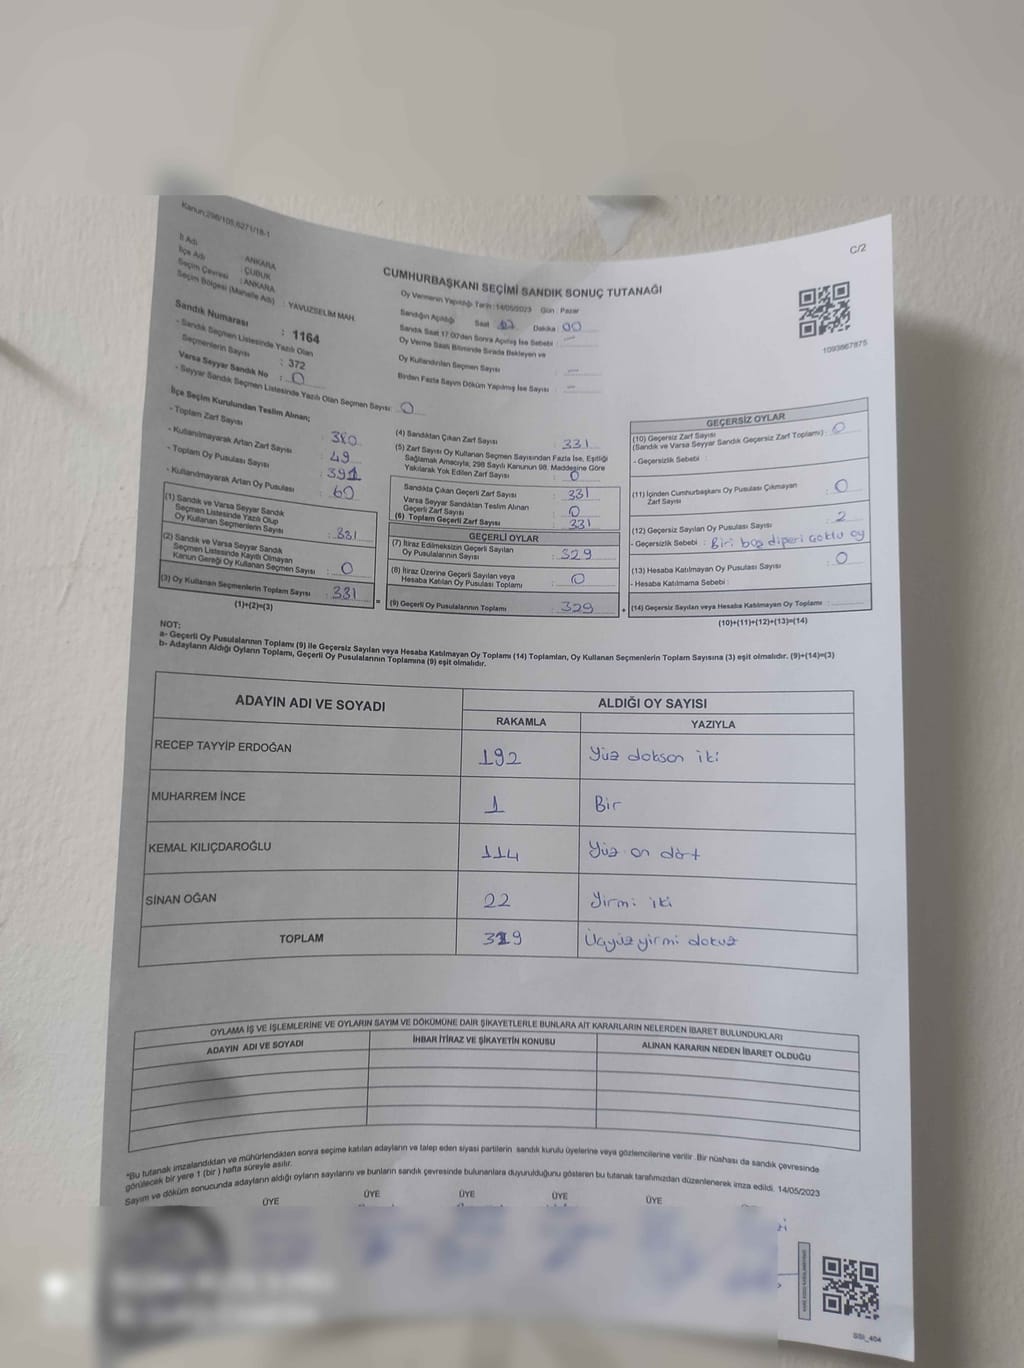 Kanun:298/105,6271/18-1
C/2
İl Adı : ANKARA
İlçe Adı : ÇUBUK
Seçim Çevresi : ANKARA
Seçim Bölgesi (Mahalle Adı) : YAVUZSELİM MAH.
Sandık Numarası : 1164
- Sandık Seçmen Listesinde Yazılı Olan
Seçmenlerin Sayısı : 372
Varsa Seyyar Sandık No : 0
- Seyyar Sandık Seçmen Listesinde Yazılı Olan Seçmen Sayısı : 0
CUMHURBAŞKANI SEÇİMİ SANDIK SONUÇ TUTANAĞI
Oy Vermenin Yapıldığı Tarih :14/05/2023 Gün : Pazar
Sandığın Açıldığı Saat : 17 Dakika : 00
Sandık Saat 17.00'den Sonra Açılmış İse Sebebi : —
Oy Verme Saati Bitiminde Sırada Bekleyen ve
Oy Kullandırılan Seçmen Sayısı : —
Birden Fazla Sayım Döküm Yapılmış İse Sayısı : —
1093667875
İlçe Seçim Kurulundan Teslim Alınan;
- Toplam Zarf Sayısı : 380
- Kullanılmayarak Artan Zarf Sayısı : 49
- Toplam Oy Pusulası Sayısı : 391
- Kullanılmayarak Artan Oy Pusulası : 60
(1) Sandık ve Varsa Seyyar Sandık
Seçmen Listesinde Yazılı Olup
Oy Kullanan Seçmenlerin Sayısı : 331
(2) Sandık ve Varsa Seyyar Sandık
Seçmen Listesinde Kayıtlı Olmayan
Kanun Gereği Oy Kullanan Seçmen Sayısı : 0
(3) Oy Kullanan Seçmenlerin Toplam Sayısı : 331
(1)+(2)=(3)
(4) Sandıktan Çıkan Zarf Sayısı : 331
(5) Zarf Sayısı Oy Kullanan Seçmen Sayısından Fazla İse, Eşitliği
Sağlamak Amacıyla; 298 Sayılı Kanunun 98. Maddesine Göre
Yakılarak Yok Edilen Zarf Sayısı : 0
Sandıkta Çıkan Geçerli Zarf Sayısı : 331
Varsa Seyyar Sandıktan Teslim Alınan
Geçerli Zarf Sayısı : 0
(6) Toplam Geçerli Zarf Sayısı : 331
GEÇERLİ OYLAR
(7) İtiraz Edilmeksizin Geçerli Sayılan
Oy Pusulalarının Sayısı : 329
(8) İtiraz Üzerine Geçerli Sayılan veya
Hesaba Katılan Oy Pusulası Toplamı : 0
(9) Geçerli Oy Pusulalarının Toplamı : 329
GEÇERSİZ OYLAR
(10) Geçersiz Zarf Sayısı
(Sandık ve Varsa Seyyar Sandık Geçersiz Zarf Toplamı) : 0
- Geçersizlik Sebebi :
(11) İçinden Cumhurbaşkanı Oy Pusulası Çıkmayan
Zarf Sayısı : 0
(12) Geçersiz Sayılan Oy Pusulası Sayısı : 2
- Geçersizlik Sebebi : Biri boş diğeri çoklu oy
(13) Hesaba Katılmayan Oy Pusulası Sayısı : 0
- Hesaba Katılmama Sebebi :
(14) Geçersiz Sayılan veya Hesaba Katılmayan Oy Toplamı :
(10)+(11)+(12)+(13)=(14)
NOT:
a- Geçerli Oy Pusulalarının Toplamı (9) ile Geçersiz Sayılan veya Hesaba Katılmayan Oy Toplamı (14) Toplamları, Oy Kullanan Seçmenlerin Toplam Sayısına (3) eşit olmalıdır. (9)+(14)=(3)
b- Adayların Aldığı Oyların Toplamı, Geçerli Oy Pusulalarının Toplamına (9) eşit olmalıdır.
ADAYIN ADI VE SOYADI ALDIĞI OY SAYISI
RAKAMLA YAZIYLA
RECEP TAYYİP ERDOĞAN 192 Yüz doksan iki
MUHARREM İNCE 1 Bir
KEMAL KILIÇDAROĞLU 114 Yüz on dört
SİNAN OĞAN 22 Yirmi iki
TOPLAM 329 Üçyüz yirmi dokuz
OYLAMA İŞ VE İŞLEMLERİNE VE OYLARIN SAYIM VE DÖKÜMÜNE DAİR ŞİKAYETLERLE BUNLARA AİT KARARLARIN NELERDEN İBARET BULUNDUKLARI
ADAYIN ADI VE SOYADI İHBAR İTİRAZ VE ŞİKAYETİN KONUSU ALINAN KARARIN NEDEN İBARET OLDUĞU
*Bu tutanak imzalandıktan ve mühürlendikten sonra seçime katılan adayların ve talep eden siyasi partilerin sandık kurulu üyelerine veya gözlemcilerine verilir. Bir nüshası da sandık çevresinde
görülecek bir yere 1 (bir) hafta süreyle asılır.
Sayım ve döküm sonucunda adayların aldığı oyların sayılarını ve bunların sandık çevresinde bulunanlara duyurulduğunu gösteren bu tutanak tarafımızdan düzenlenerek imza edildi. 14/05/2023
ÜYE ÜYE ÜYE ÜYE ÜYE
SSI_404